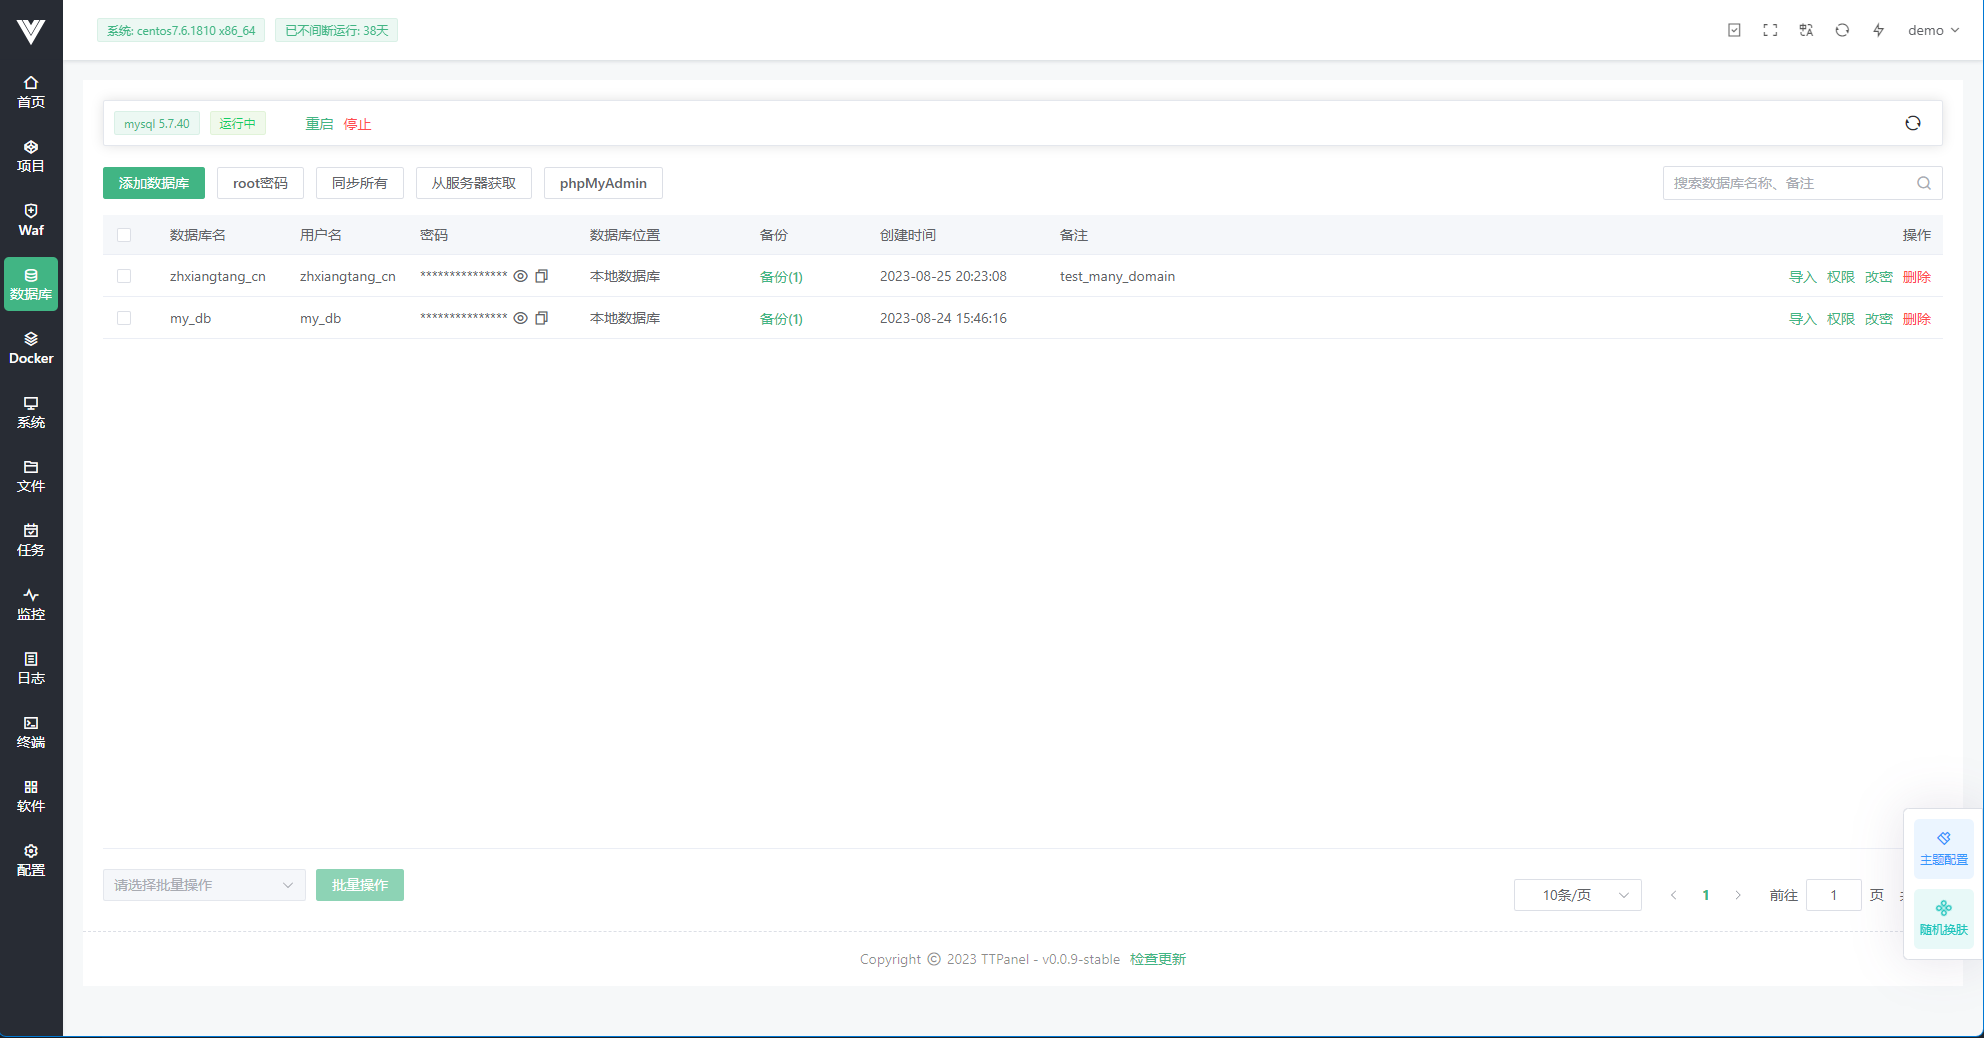 系统: centos7.6.1810 x86_64 已不间断运行: 38天 demo
首页
项目
Waf
数据库
Docker
系统
文件
任务
监控
日志
终端
软件
配置
mysql 5.7.40 运行中 重启 停止
添加数据库 root密码 同步所有 从服务器获取 phpMyAdmin 搜索数据库名称、备注
数据库名 用户名 密码 数据库位置 备份 创建时间 备注 操作
zhxiangtang_cn zhxiangtang_cn *************** 本地数据库 备份(1) 2023-08-25 20:23:08 test_many_domain 导入 权限 改密 删除
my_db my_db *************** 本地数据库 备份(1) 2023-08-24 15:46:16 导入 权限 改密 删除
主题配置
随机换肤
请选择批量操作 批量操作 10条/页 1 前往 1 页
Copyright © 2023 TTPanel - v0.0.9-stable 检查更新